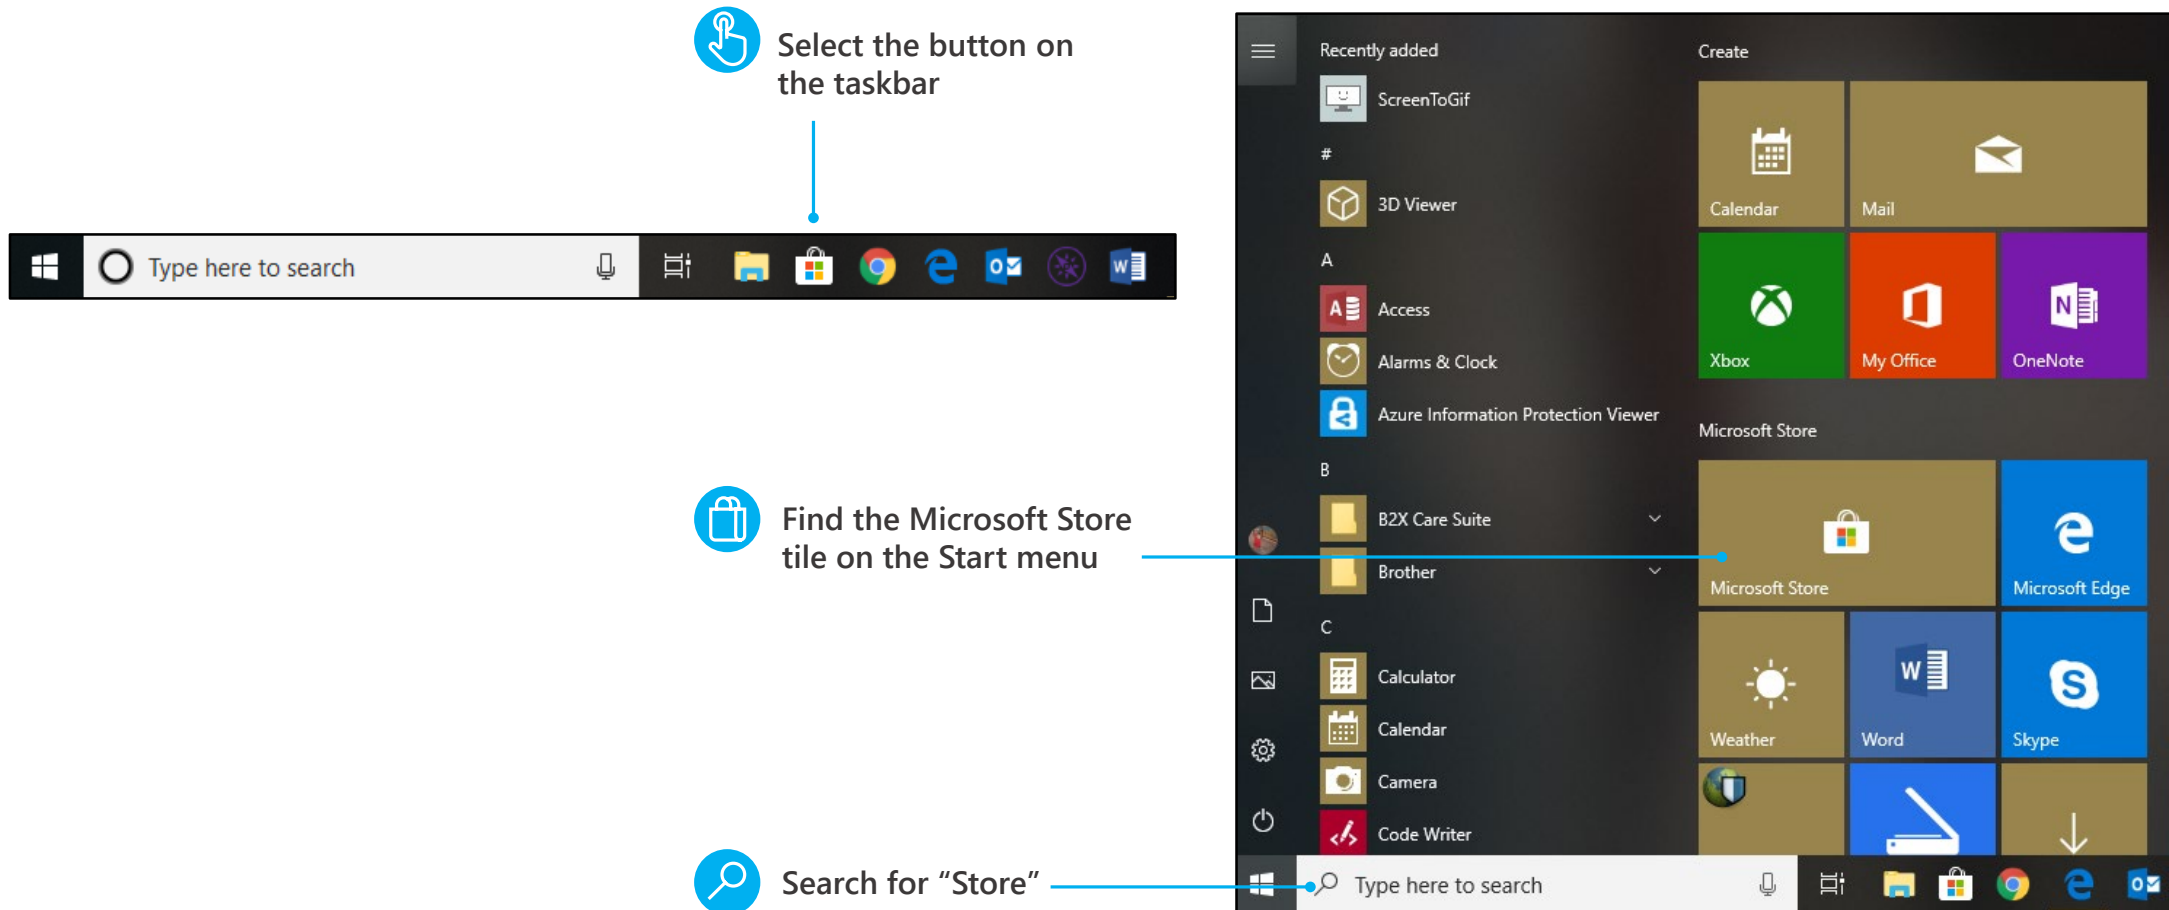 Select the button on
the taskbar
Type here to search
Find the Microsoft Store
tile on the Start menu
Search for “Store”
Recently added
ScreenToGif
#
3D Viewer
A
Access
Alarms & Clock
Azure Information Protection Viewer
B
B2X Care Suite
Brother
C
Calculator
Calendar
Camera
Code Writer
Create
Calendar
Mail
Xbox
My Office
OneNote
Microsoft Store
Microsoft Store
Microsoft Edge
Weather
Word
Skype
Type here to search